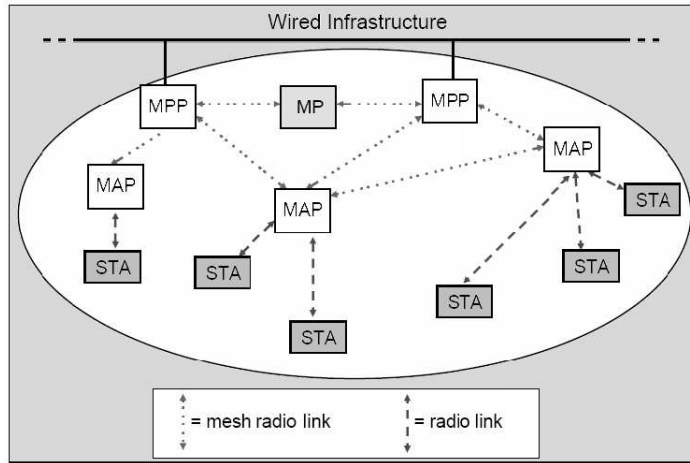 Wired Infrastructure
MPP
MP
MPP
MAP
MAP
MAP
STA
STA
STA
STA
STA
STA
= mesh radio link
= radio link